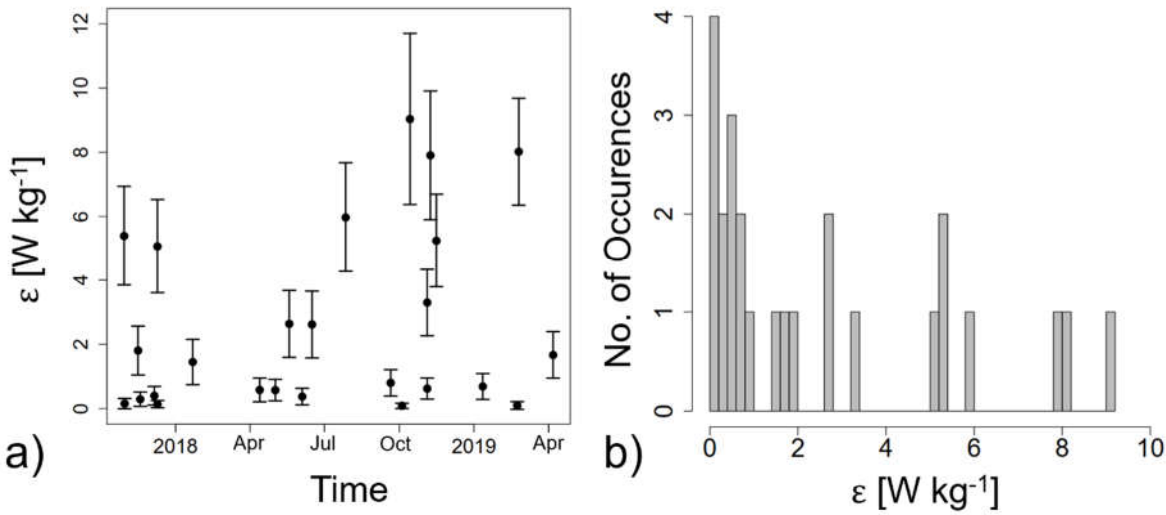 12
10
8
6
4
2
0
ε [W kg-1]
2018 Apr Jul Oct 2019 Apr
Time
a)
4
3
2
1
0
No. of Occurences
0 2 4 6 8 10
ε [W kg-1]
b)